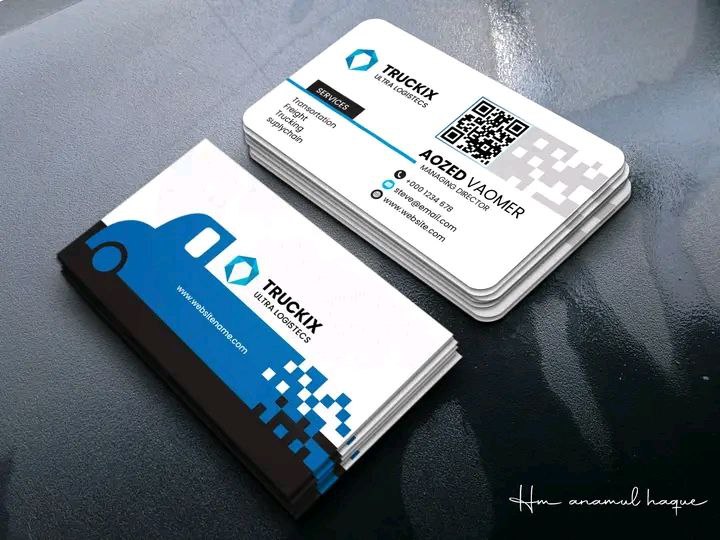 TRUCKIX
ULTRA LOGISTECS
SERVICES
Transortation
Freight
Trucking
suplychain
AOZED VAOMER
MANAGING DIRECTOR
+000 1234 678
steve@email.com
www.website.com
TRUCKIX
ULTRA LOGISTECS
www.websitename.com
Hm anamul haque